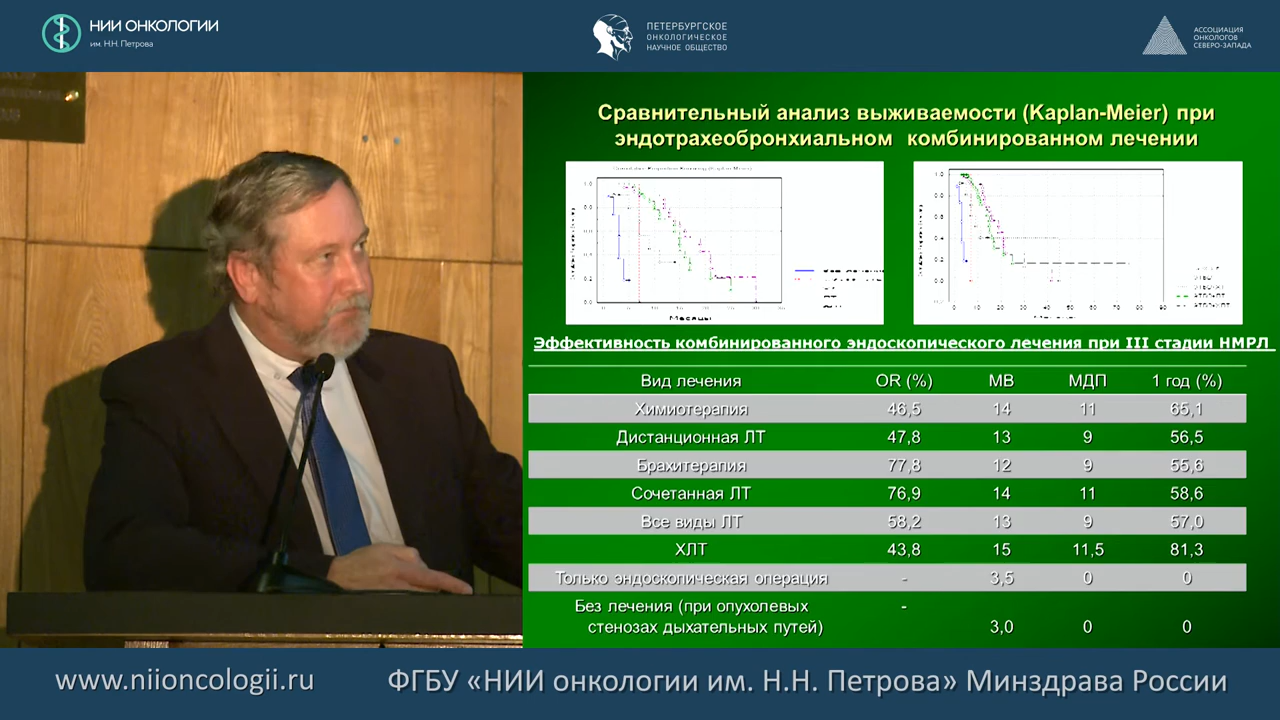 НИИ ОНКОЛОГИИ
им. Н.Н. Петрова
ПЕТЕРБУРГСКОЕ
ОНКОЛОГИЧЕСКОЕ
НАУЧНОЕ ОБЩЕСТВО
АССОЦИАЦИЯ
ОНКОЛОГОВ
СЕВЕРО-ЗАПАДА
Сравнительный анализ выживаемости (Kaplan-Meier) при
эндотрахеобронхиальном комбинированном лечении
Месяцы
Эффективность комбинированного эндоскопического лечения при III стадии НМРЛ
Вид лечения OR (%) МВ МДП 1 год (%)
Химиотерапия 46,5 14 11 65,1
Дистанционная ЛТ 47,8 13 9 56,5
Брахитерапия 77,8 12 9 55,6
Сочетанная ЛТ 76,9 14 11 58,6
Все виды ЛТ 58,2 13 9 57,0
ХЛТ 43,8 15 11,5 81,3
Только эндоскопическая операция - 3,5 0 0
Без лечения (при опухолевых -
стенозах дыхательных путей) 3,0 0 0
www.niioncologii.ru
ФГБУ «НИИ онкологии им. Н.Н. Петрова» Минздрава России